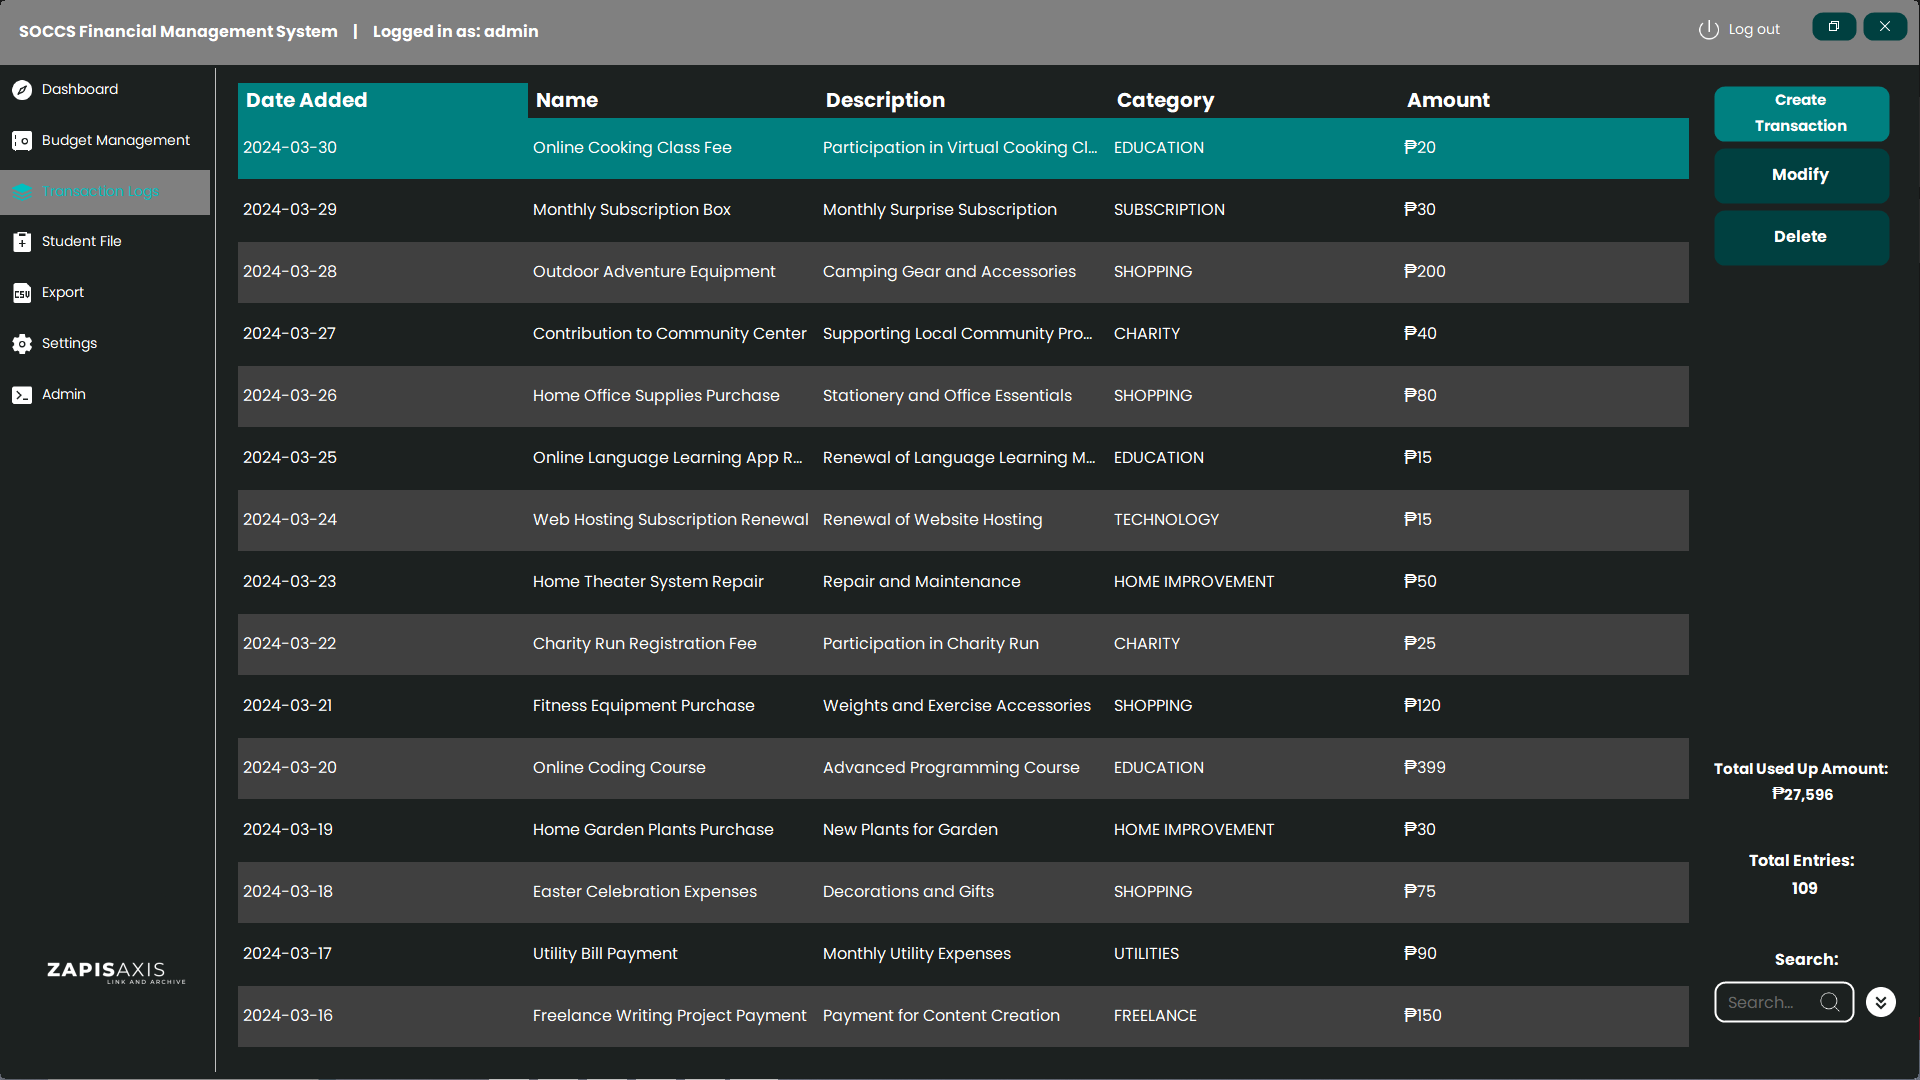 SOCCS Financial Management System | Logged in as: admin
Log out
Dashboard
Budget Management
Transaction Logs
Student File
CSV
Export
Settings
Admin
ZAPISAXIS
LINK AND ARCHIVE
Date Added Name Description Category Amount
2024-03-30 Online Cooking Class Fee Participation in Virtual Cooking Cl... EDUCATION ₱20
2024-03-29 Monthly Subscription Box Monthly Surprise Subscription SUBSCRIPTION ₱30
2024-03-28 Outdoor Adventure Equipment Camping Gear and Accessories SHOPPING ₱200
2024-03-27 Contribution to Community Center Supporting Local Community Pro... CHARITY ₱40
2024-03-26 Home Office Supplies Purchase Stationery and Office Essentials SHOPPING ₱80
2024-03-25 Online Language Learning App R... Renewal of Language Learning M... EDUCATION ₱15
2024-03-24 Web Hosting Subscription Renewal Renewal of Website Hosting TECHNOLOGY ₱15
2024-03-23 Home Theater System Repair Repair and Maintenance HOME IMPROVEMENT ₱50
2024-03-22 Charity Run Registration Fee Participation in Charity Run CHARITY ₱25
2024-03-21 Fitness Equipment Purchase Weights and Exercise Accessories SHOPPING ₱120
2024-03-20 Online Coding Course Advanced Programming Course EDUCATION ₱399
2024-03-19 Home Garden Plants Purchase New Plants for Garden HOME IMPROVEMENT ₱30
2024-03-18 Easter Celebration Expenses Decorations and Gifts SHOPPING ₱75
2024-03-17 Utility Bill Payment Monthly Utility Expenses UTILITIES ₱90
2024-03-16 Freelance Writing Project Payment Payment for Content Creation FREELANCE ₱150
Create
Transaction
Modify
Delete
Total Used Up Amount:
₱27,596
Total Entries:
109
Search:
Search...